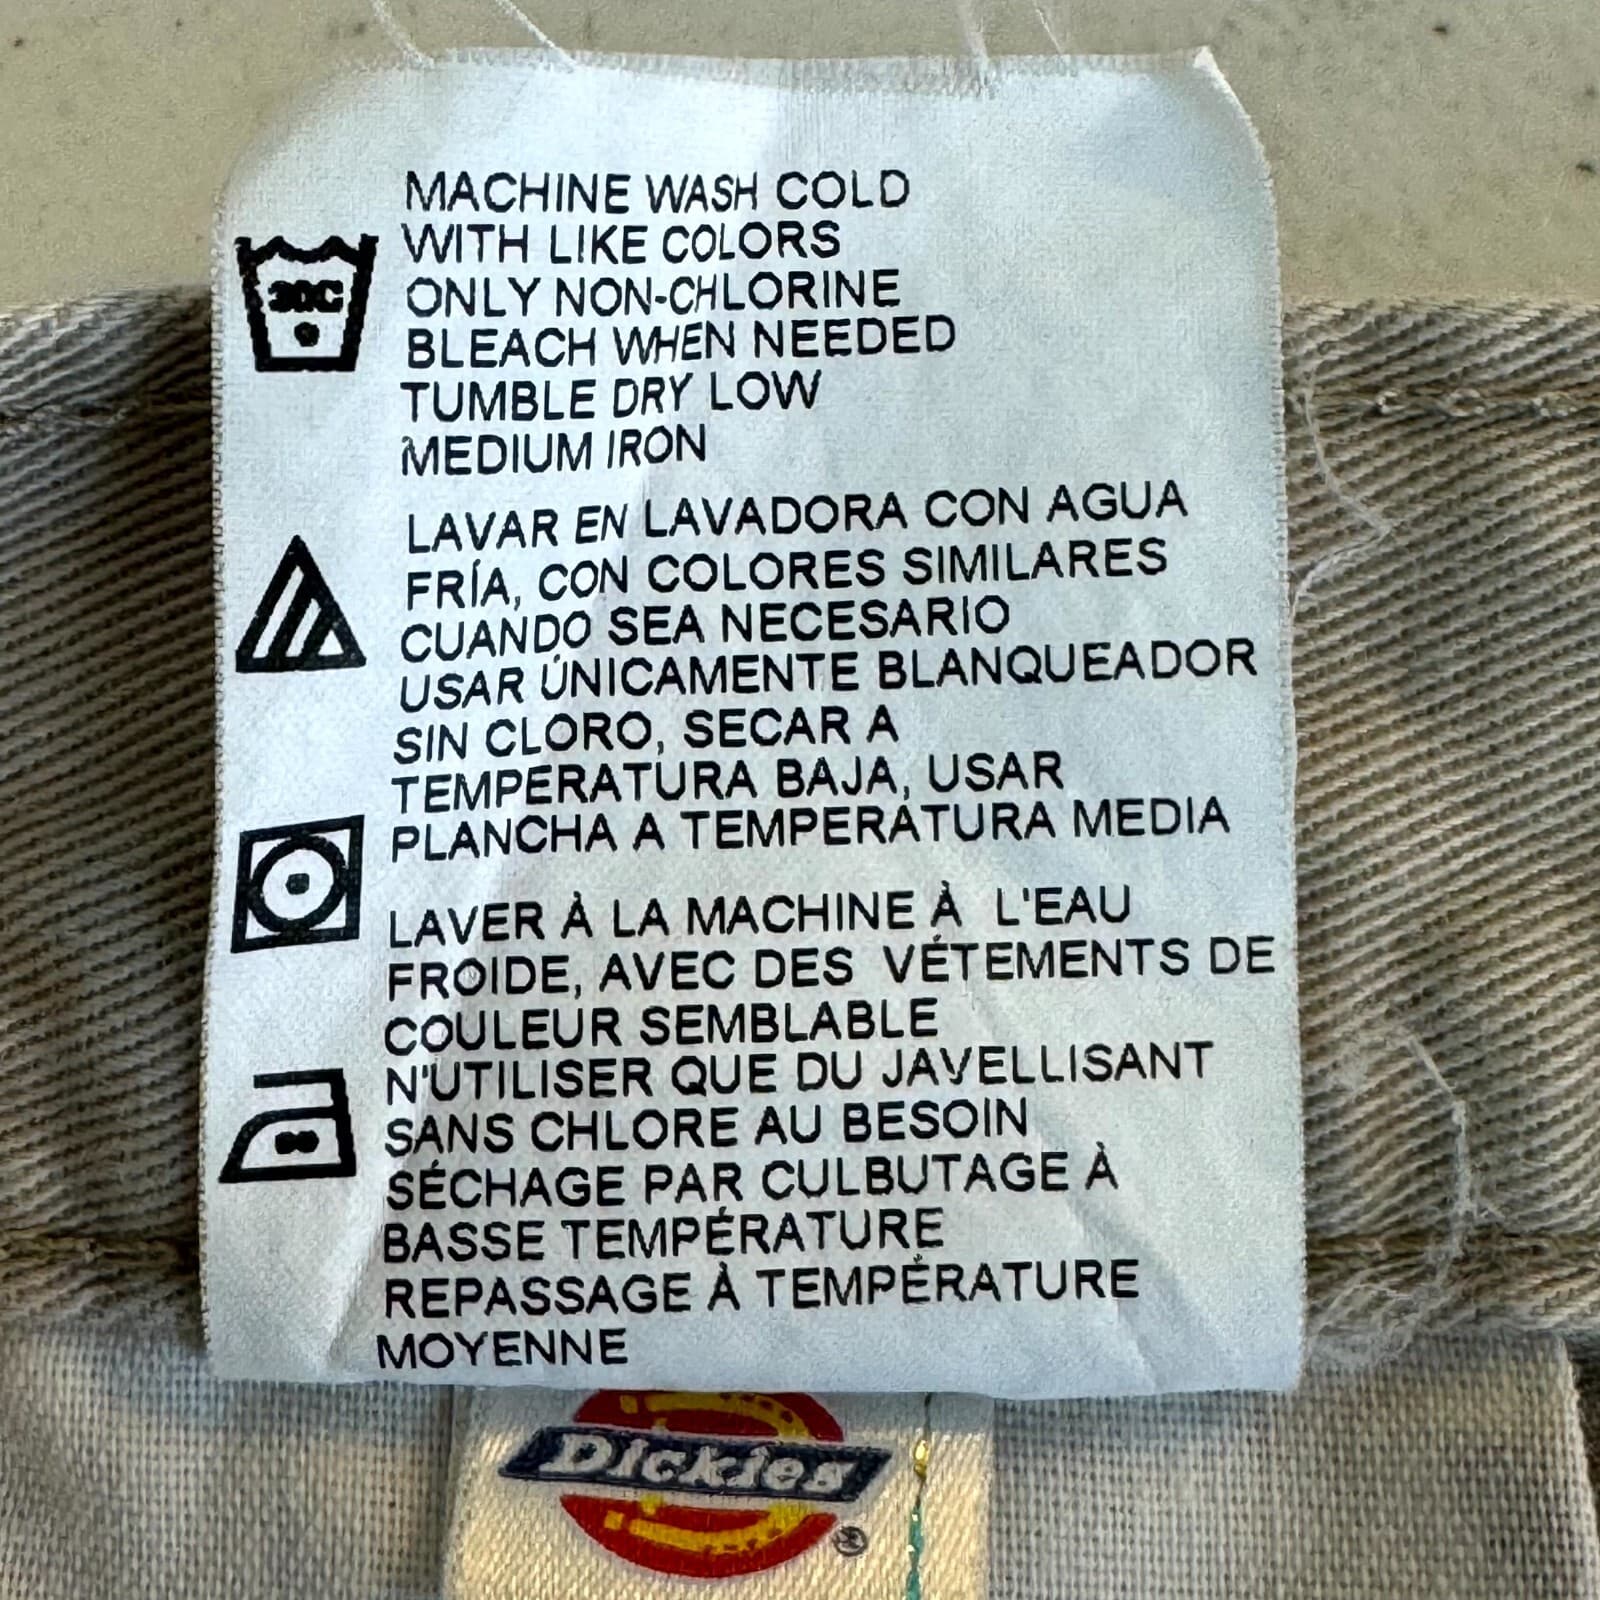 MACHINE WASH COLD
WITH LIKE COLORS
ONLY NON-CHLORINE
BLEACH WHEN NEEDED
TUMBLE DRY LOW
MEDIUM IRON
30C
LAVAR EN LAVADORA CON AGUA
FRÍA, CON COLORES SIMILARES
CUANDO SEA NECESARIO
USAR ÚNICAMENTE BLANQUEADOR
SIN CLORO, SECAR A
TEMPERATURA BAJA, USAR
PLANCHA A TEMPERATURA MEDIA
LAVER À LA MACHINE À L'EAU
FROIDE, AVEC DES VÉTEMENTS DE
COULEUR SEMBLABLE
N'UTILISER QUE DU JAVELLISANT
SANS CHLORE AU BESOIN
SÉCHAGE PAR CULBUTAGE À
BASSE TEMPÉRATURE
REPASSAGE À TEMPÉRATURE
MOYENNE
Dickies ®